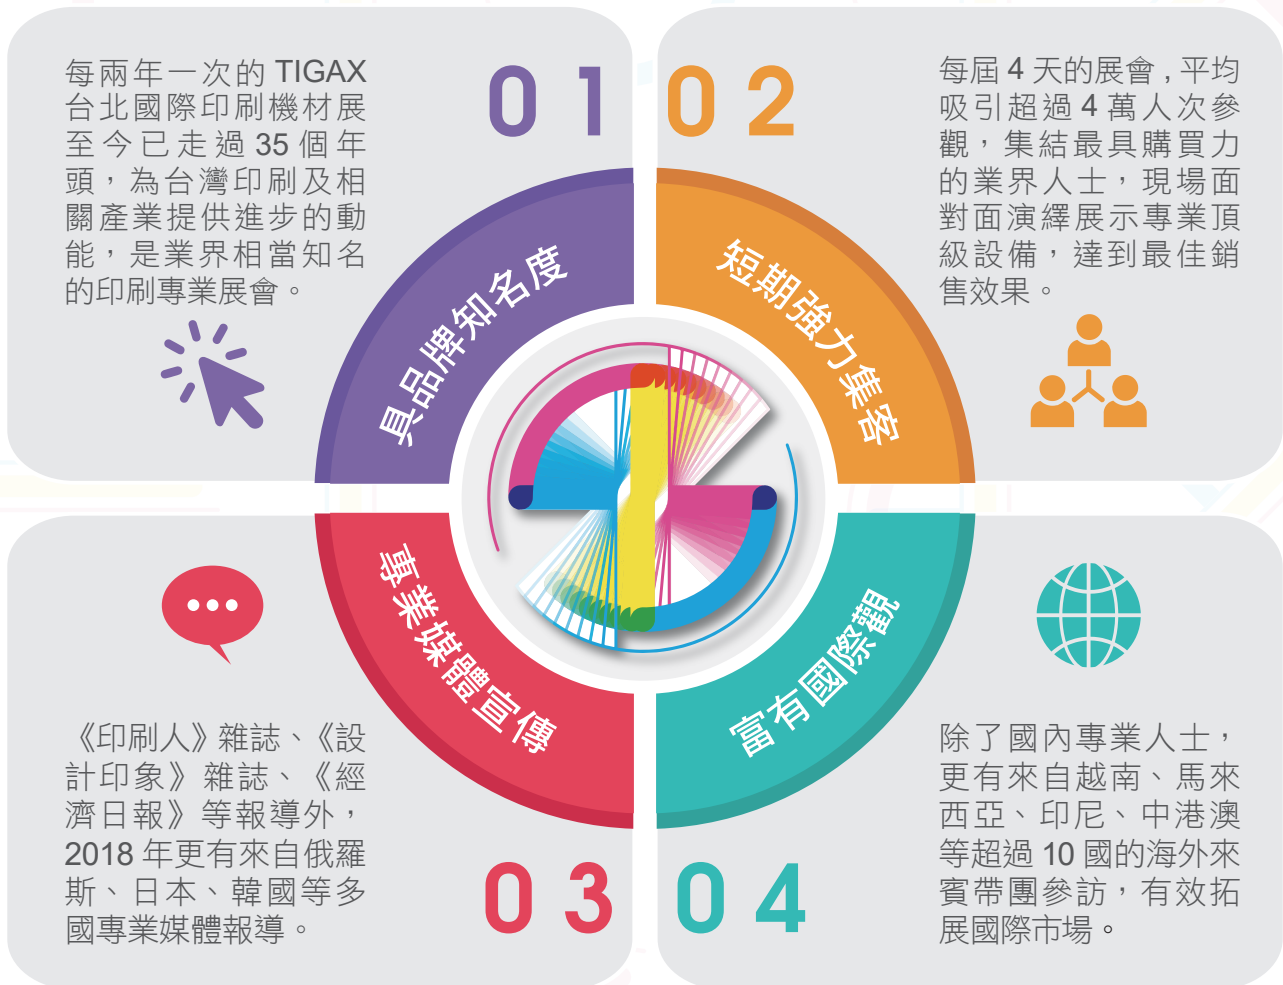 每兩年一次的 TIGAX
台北國際印刷機材展
至今已走過 35 個年
頭，為台灣印刷及相
關產業提供進步的動
能，是業界相當知名
的印刷專業展會。
01
具品牌知名度
02
短期強力集客
每屆 4 天的展會 , 平均
吸引超過 4 萬人次參
觀，集結最具購買力
的業界人士，現場面
對面演繹展示專業頂
級設備，達到最佳銷
售效果。
專業媒體宣傳
03
《印刷人》雜誌、《設
計印象》雜誌、《經
濟日報》等報導外，
2018 年更有來自俄羅
斯、日本、韓國等多
國專業媒體報導。
富有國際觀
04
除了國內專業人士，
更有來自越南、馬來
西亞、印尼、中港澳
等超過 10 國的海外來
賓帶團參訪，有效拓
展國際市場。